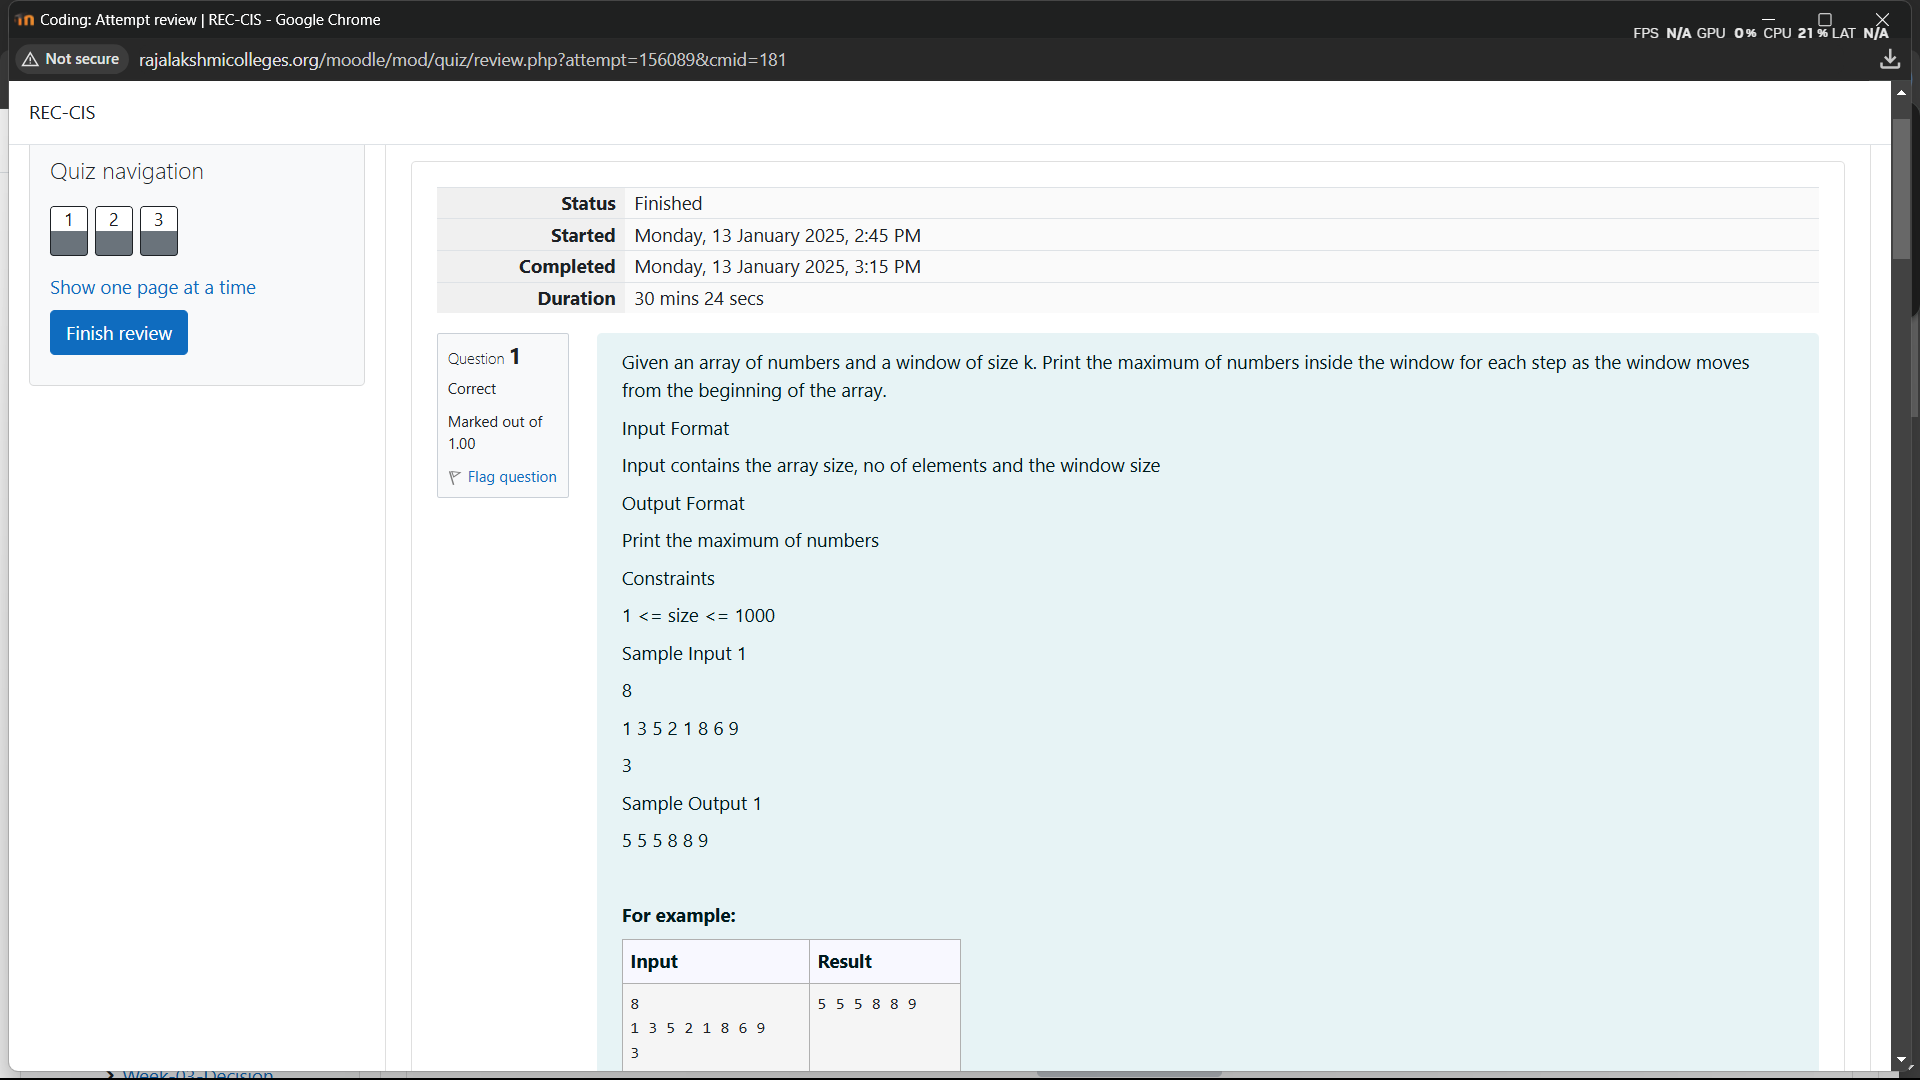 Coding: Attempt review | REC-CIS - Google Chrome
FPS N/A GPU 0% CPU 21% LAT N/A
Not secure rajalakshmicolleges.org/moodle/mod/quiz/review.php?attempt=156089&cmid=181
REC-CIS
Quiz navigation
1 2 3
Show one page at a time
Finish review
Status Finished
Started Monday, 13 January 2025, 2:45 PM
Completed Monday, 13 January 2025, 3:15 PM
Duration 30 mins 24 secs
Question 1
Correct
Marked out of
1.00
Flag question
Given an array of numbers and a window of size k. Print the maximum of numbers inside the window for each step as the window moves
from the beginning of the array.
Input Format
Input contains the array size, no of elements and the window size
Output Format
Print the maximum of numbers
Constraints
1 <= size <= 1000
Sample Input 1
8
1 3 5 2 1 8 6 9
3
Sample Output 1
5 5 5 8 8 9
For example:
Input Result
8 5 5 5 8 8 9
1 3 5 2 1 8 6 9
3
Week-03-Decision